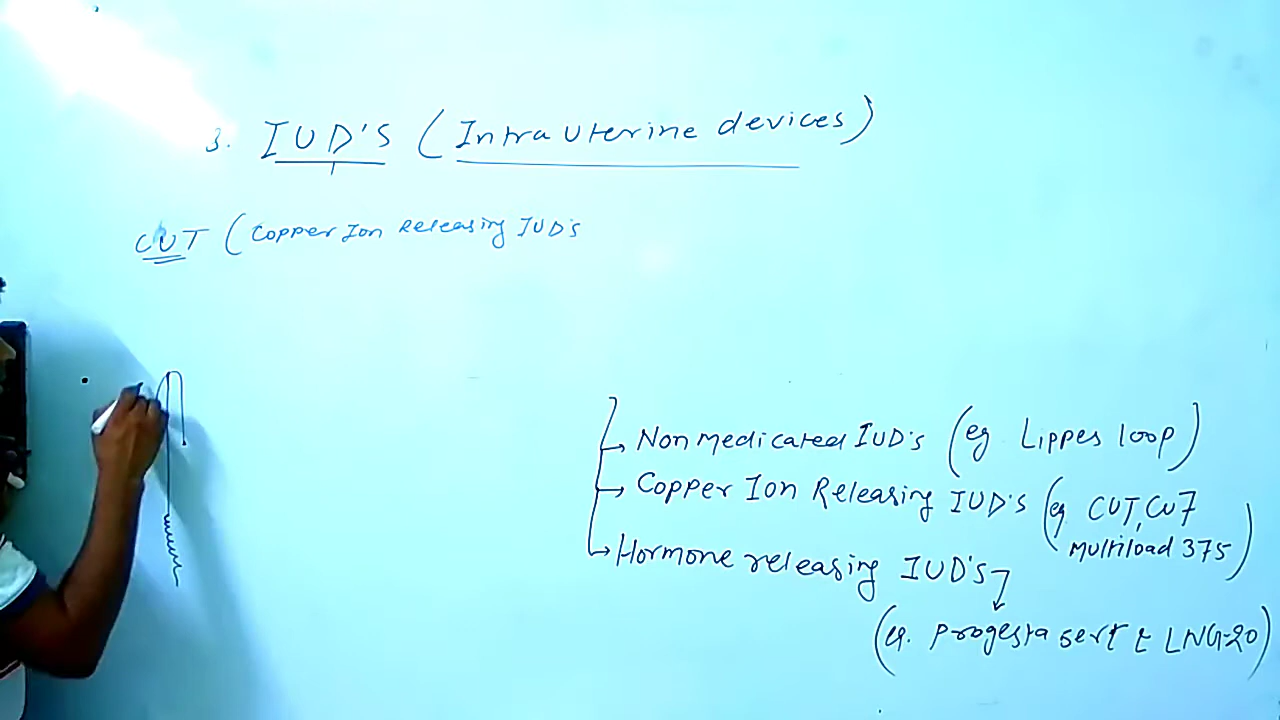 3. IUD'S (Intra Uterine devices)
CUT (Copper Ion Releasing IUD's
Non medicated IUD's (eg Lippes loop)
Copper Ion Releasing IUD's (eg CUT, Cu7
Multiload 375)
Hormone releasing IUD's
(eg. Progesta sert & LNG-20)